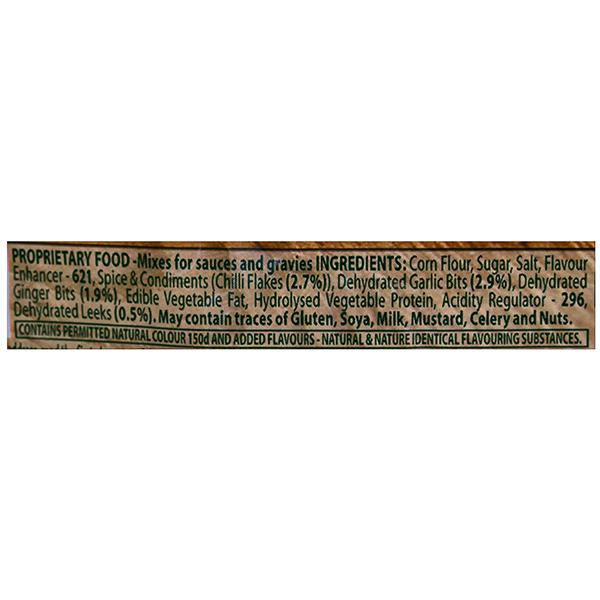 PROPRIETARY FOOD -Mixes for sauces and gravies INGREDIENTS: Corn Flour, Sugar, Salt, Flavour
Enhancer - 621, Spice & Condiments (Chilli Flakes (2.7%)), Dehydrated Garlic Bits (2.9%), Dehydrated
Ginger Bits (1.9%), Edible Vegetable Fat, Hydrolysed Vegetable Protein, Acidity Regulator - 296,
Dehydrated Leeks (0.5%). May contain traces of Gluten, Soya, Milk, Mustard, Celery and Nuts.
CONTAINS PERMITTED NATURAL COLOUR 150d AND ADDED FLAVOURS - NATURAL & NATURE IDENTICAL FLAVOURING SUBSTANCES.